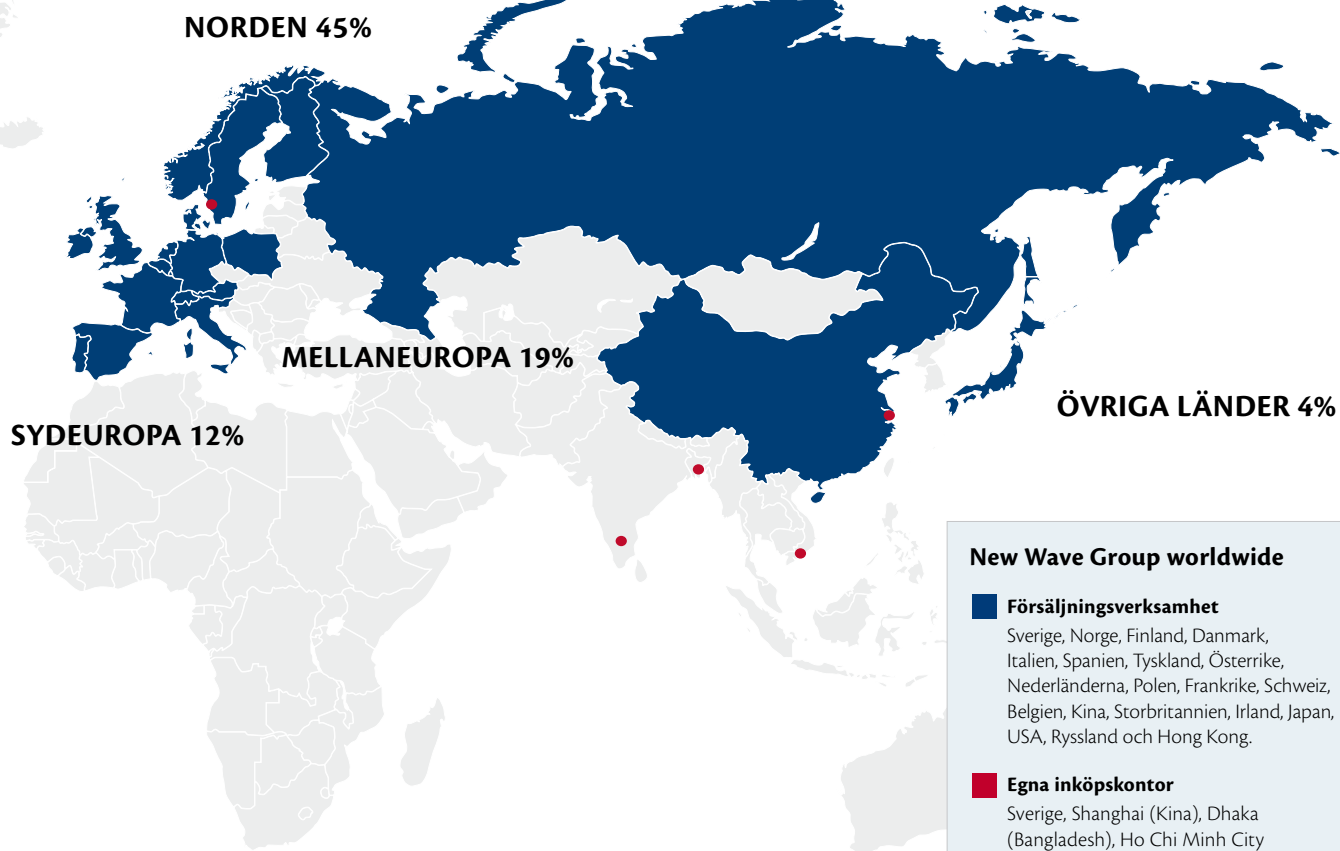 NORDEN 45%
MELLANEUROPA 19%
ÖVRIGA LÄNDER 4%
SYDEUROPA 12%
New Wave Group worldwide
Försäljningsverksamhet
Sverige, Norge, Finland, Danmark,
Italien, Spanien, Tyskland, Österrike,
Nederländerna, Polen, Frankrike, Schweiz,
Belgien, Kina, Storbritannien, Irland, Japan,
USA, Ryssland och Hong Kong.
Egna inköpskontor
Sverige, Shanghai (Kina), Dhaka
(Bangladesh), Ho Chi Minh City